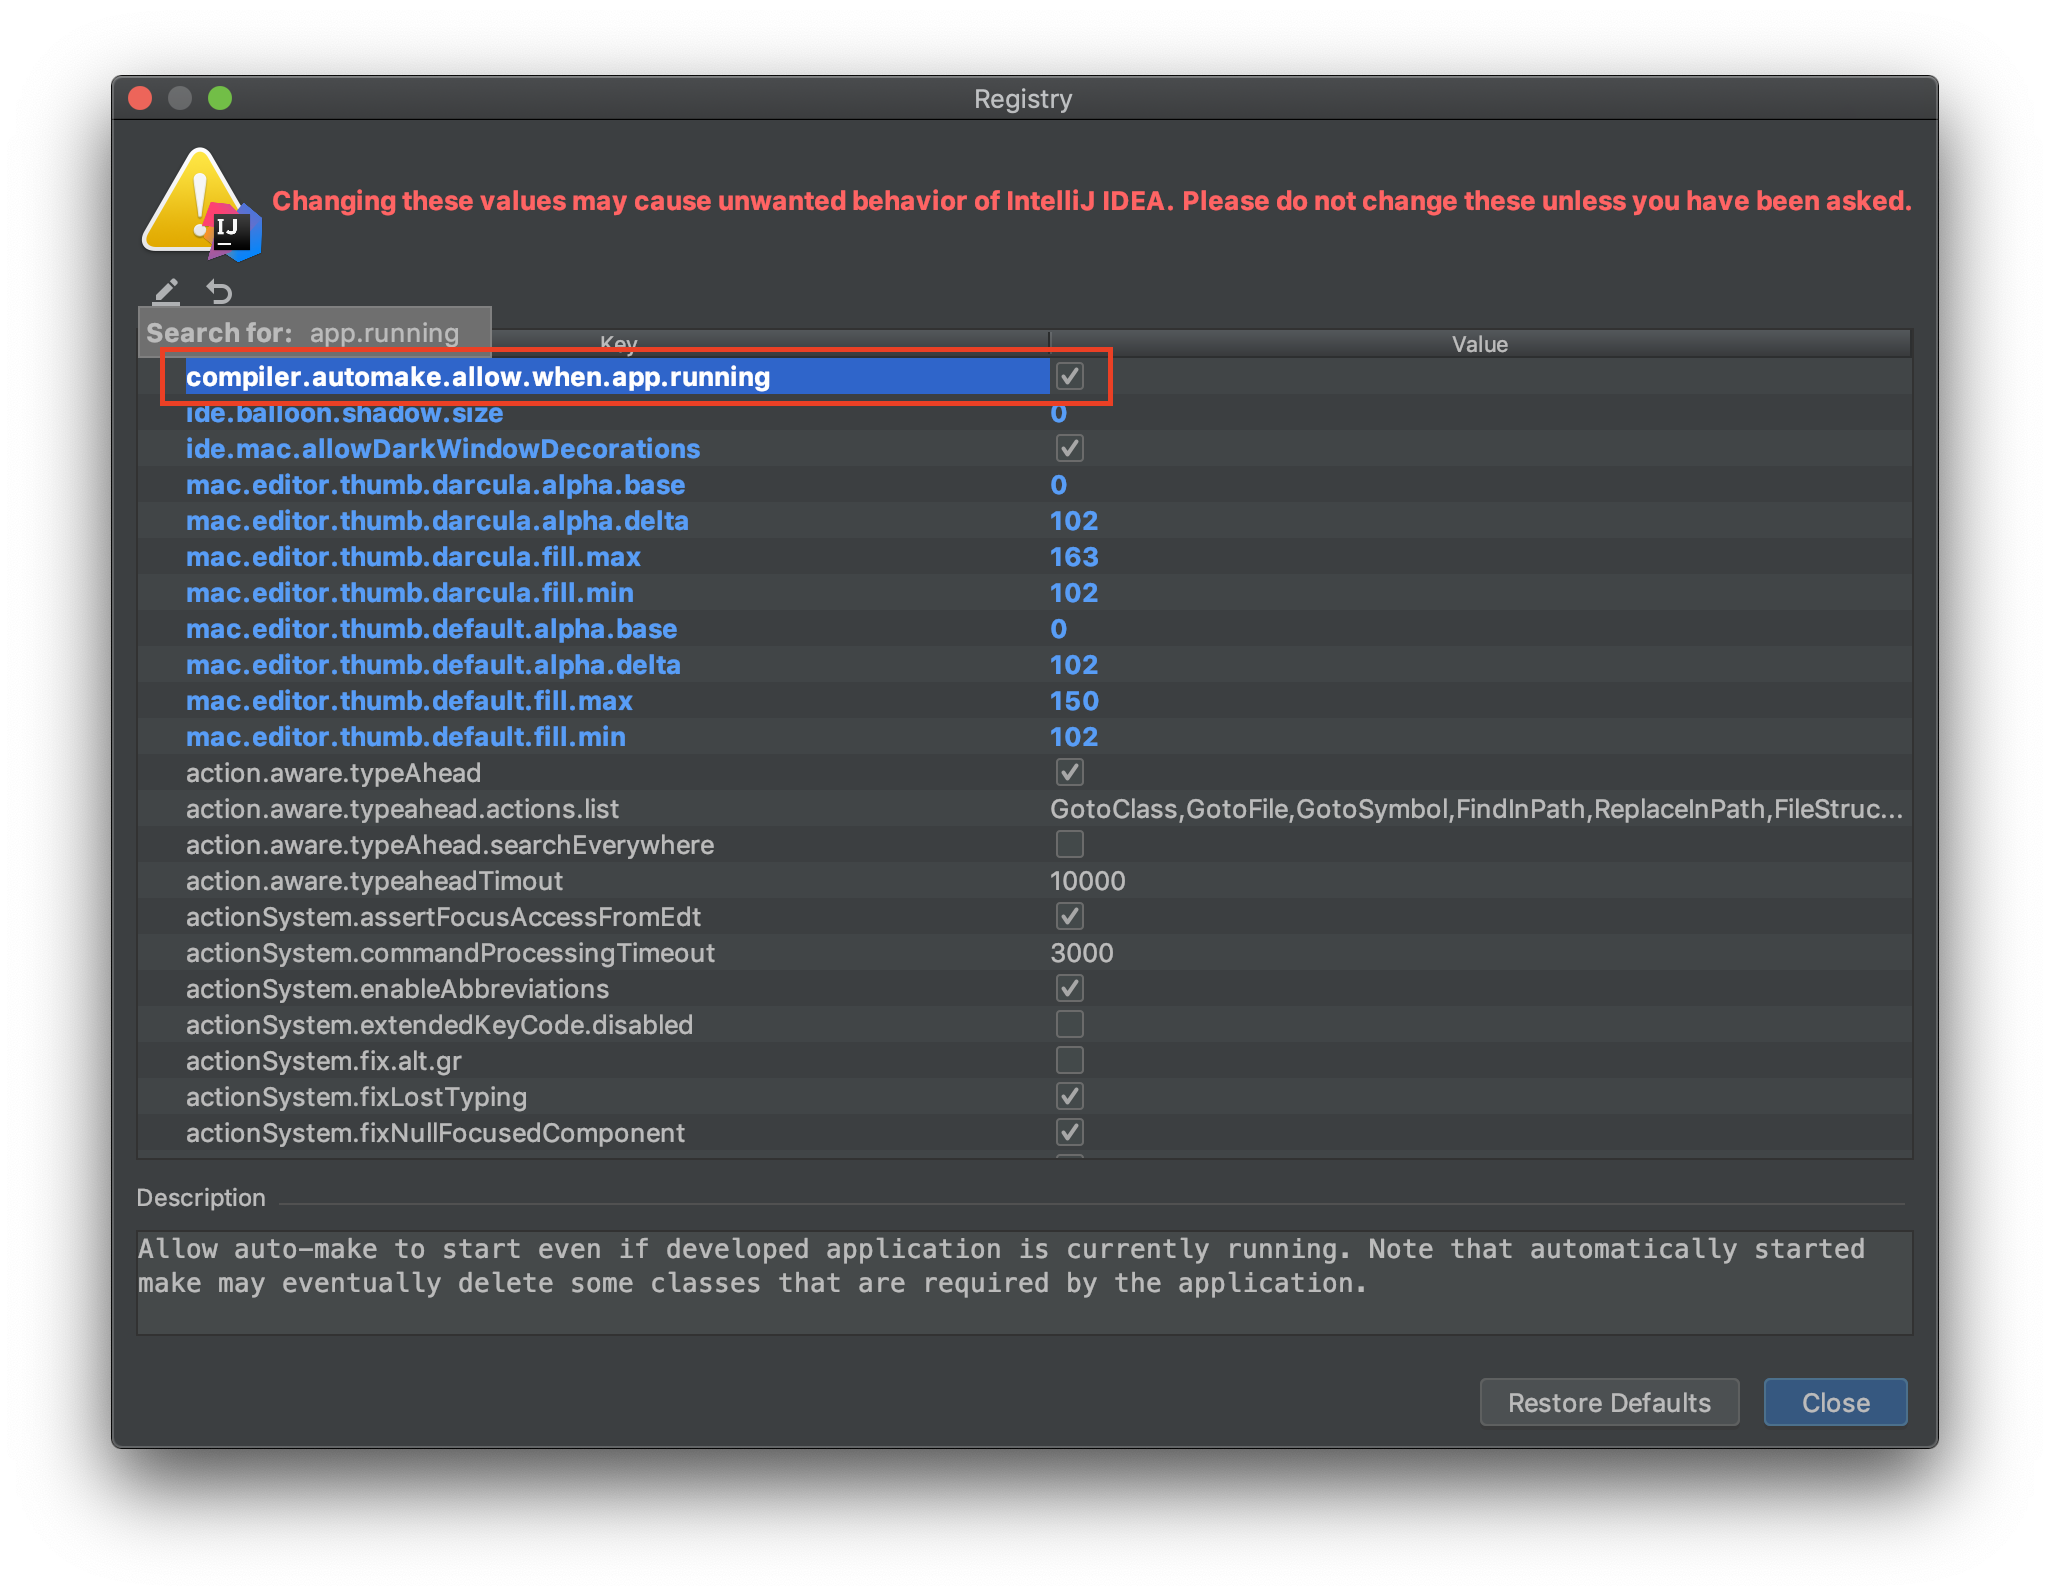 Registry
Changing these values may cause unwanted behavior of IntelliJ IDEA. Please do not change these unless you have been asked.
IJ
Search for: app.running
Key Value
compiler.automake.allow.when.app.running
ide.balloon.shadow.size 0
ide.mac.allowDarkWindowDecorations
mac.editor.thumb.darcula.alpha.base 0
mac.editor.thumb.darcula.alpha.delta 102
mac.editor.thumb.darcula.fill.max 163
mac.editor.thumb.darcula.fill.min 102
mac.editor.thumb.default.alpha.base 0
mac.editor.thumb.default.alpha.delta 102
mac.editor.thumb.default.fill.max 150
mac.editor.thumb.default.fill.min 102
action.aware.typeAhead
action.aware.typeahead.actions.list GotoClass,GotoFile,GotoSymbol,FindInPath,ReplaceInPath,FileStruc...
action.aware.typeAhead.searchEverywhere
action.aware.typeaheadTimout 10000
actionSystem.assertFocusAccessFromEdt
actionSystem.commandProcessingTimeout 3000
actionSystem.enableAbbreviations
actionSystem.extendedKeyCode.disabled
actionSystem.fix.alt.gr
actionSystem.fixLostTyping
actionSystem.fixNullFocusedComponent
Description
Allow auto-make to start even if developed application is currently running. Note that automatically started
make may eventually delete some classes that are required by the application.
Restore Defaults Close